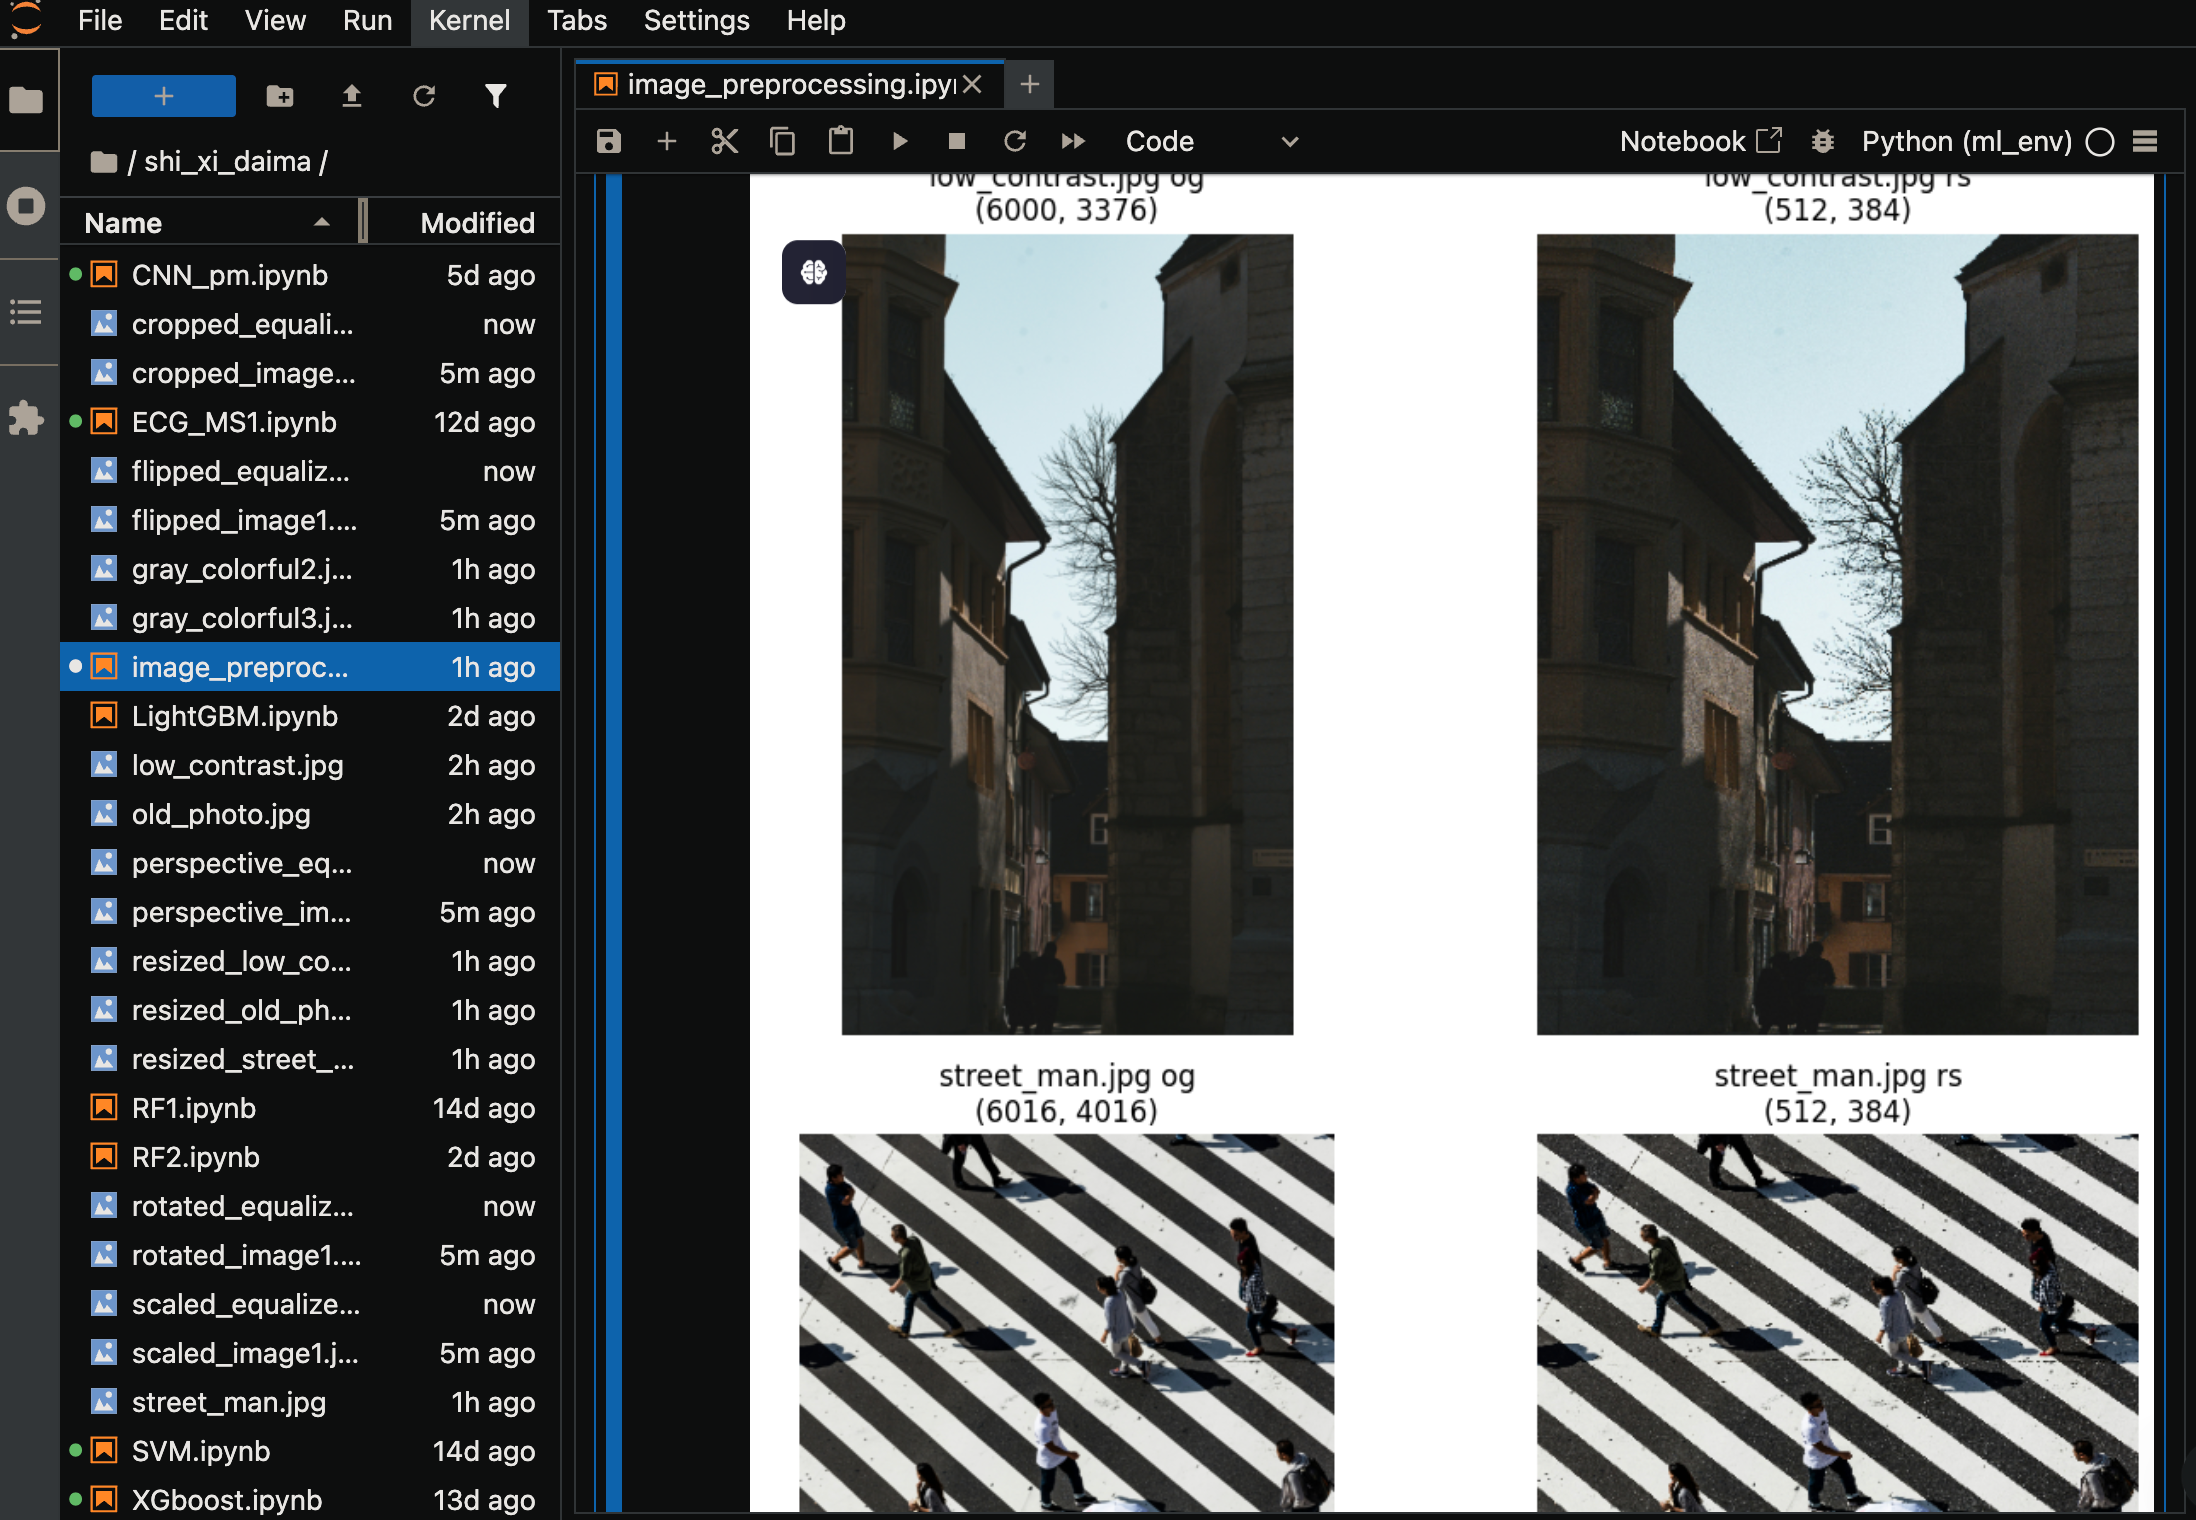 File Edit View Run Kernel Tabs Settings Help
/ shi_xi_daima /
Name Modified
CNN_pm.ipynb 5d ago
cropped_equali... now
cropped_image... 5m ago
ECG_MS1.ipynb 12d ago
flipped_equaliz... now
flipped_image1.... 5m ago
gray_colorful2.j... 1h ago
gray_colorful3.j... 1h ago
image_preproc... 1h ago
LightGBM.ipynb 2d ago
low_contrast.jpg 2h ago
old_photo.jpg 2h ago
perspective_eq... now
perspective_im... 5m ago
resized_low_co... 1h ago
resized_old_ph... 1h ago
resized_street_... 1h ago
RF1.ipynb 14d ago
RF2.ipynb 2d ago
rotated_equaliz... now
rotated_image1.... 5m ago
scaled_equalize... now
scaled_image1.j... 5m ago
street_man.jpg 1h ago
SVM.ipynb 14d ago
XGboost.ipynb 13d ago
image_preprocessing.ipy
Code Notebook Python (ml_env)
low_contrast.jpg og
(6000, 3376)
low_contrast.jpg rs
(512, 384)
street_man.jpg og
(6016, 4016)
street_man.jpg rs
(512, 384)